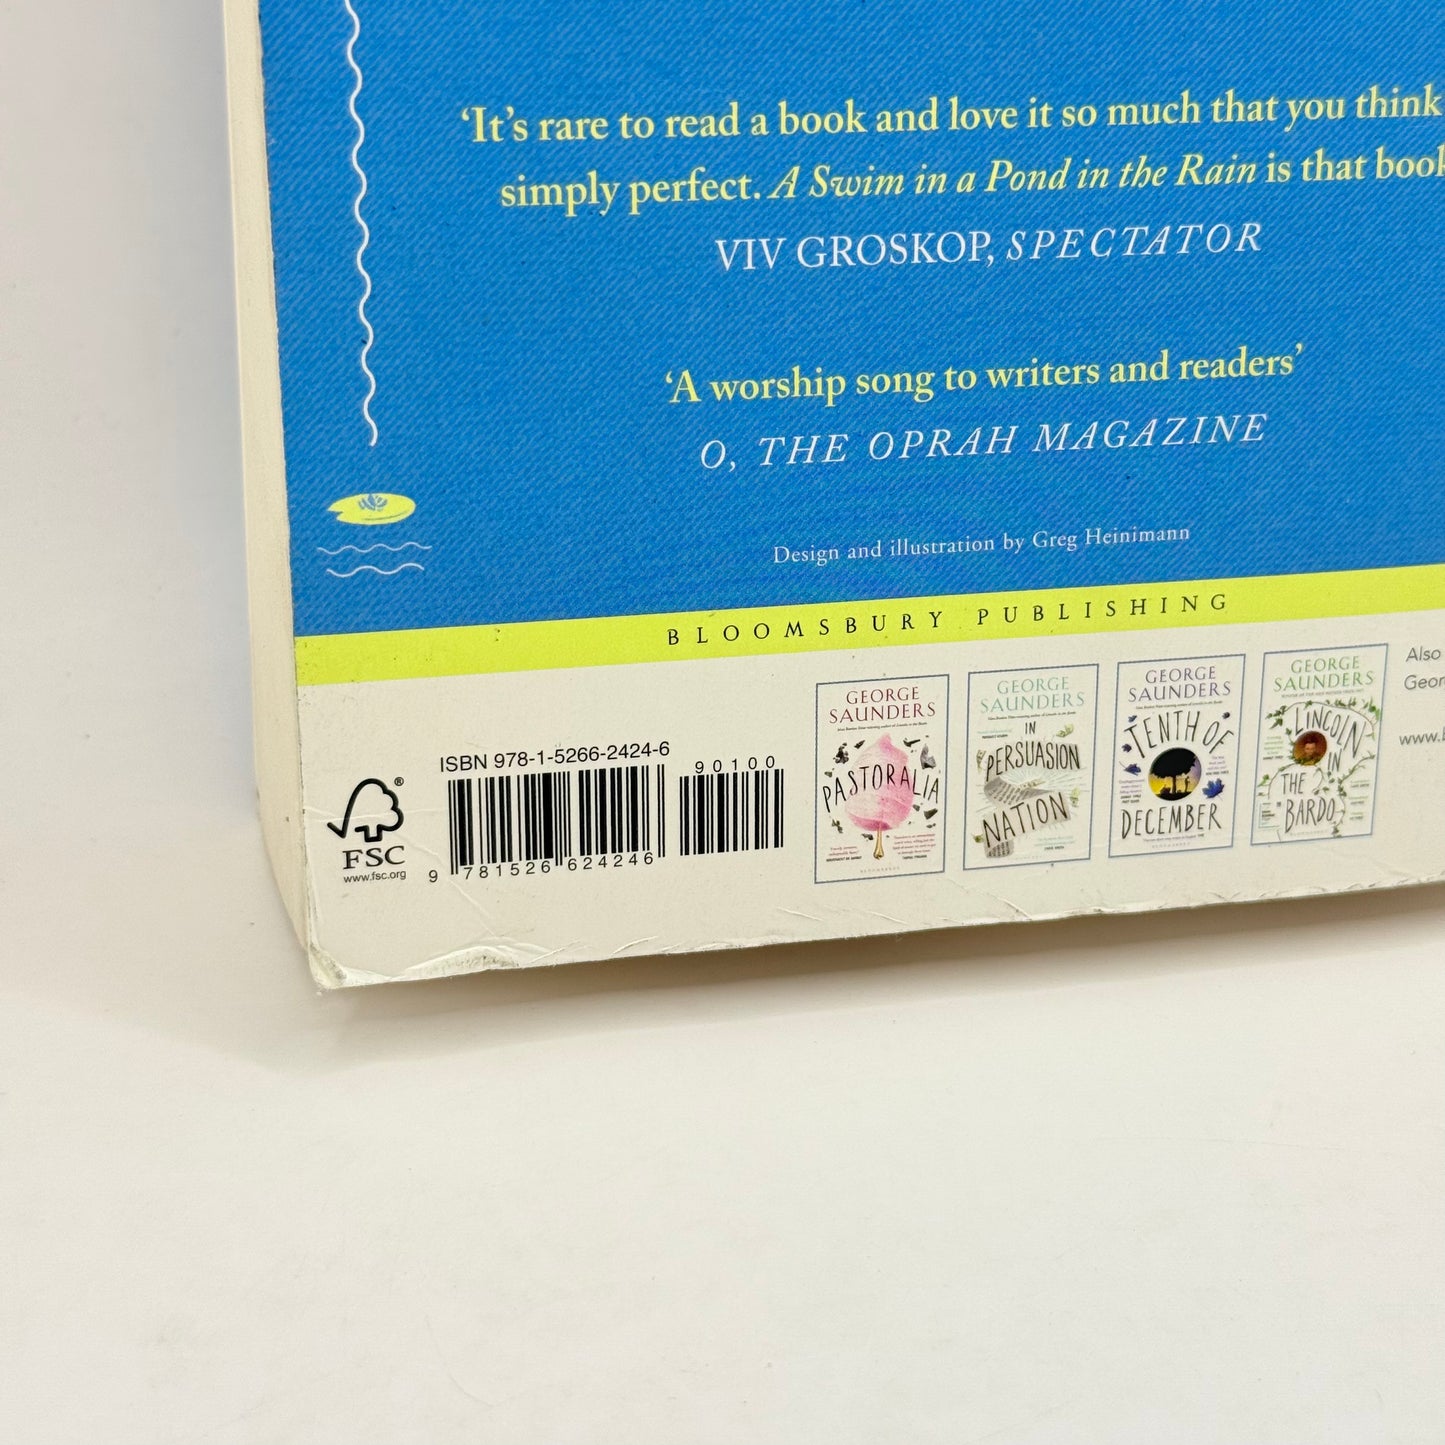 ‘It’s rare to read a book and love it so much that you think
simply perfect. A Swim in a Pond in the Rain is that book
VIV GROSKOP, SPECTATOR
‘A worship song to writers and readers’
O, THE OPRAH MAGAZINE
Design and illustration by Greg Heinimann
BLOOMSBURY PUBLISHING
ISBN 978-1-5266-2424-6
90100
9 781526 624246
®
FSC
www.fsc.org
GEORGE
SAUNDERS
PASTORALIA
GEORGE
SAUNDERS
IN
PERSUASION
NATION
GEORGE
SAUNDERS
TENTH OF
DECEMBER
GEORGE
SAUNDERS
LINCOLN
IN
THE
BARDO
Also
Geor
www.